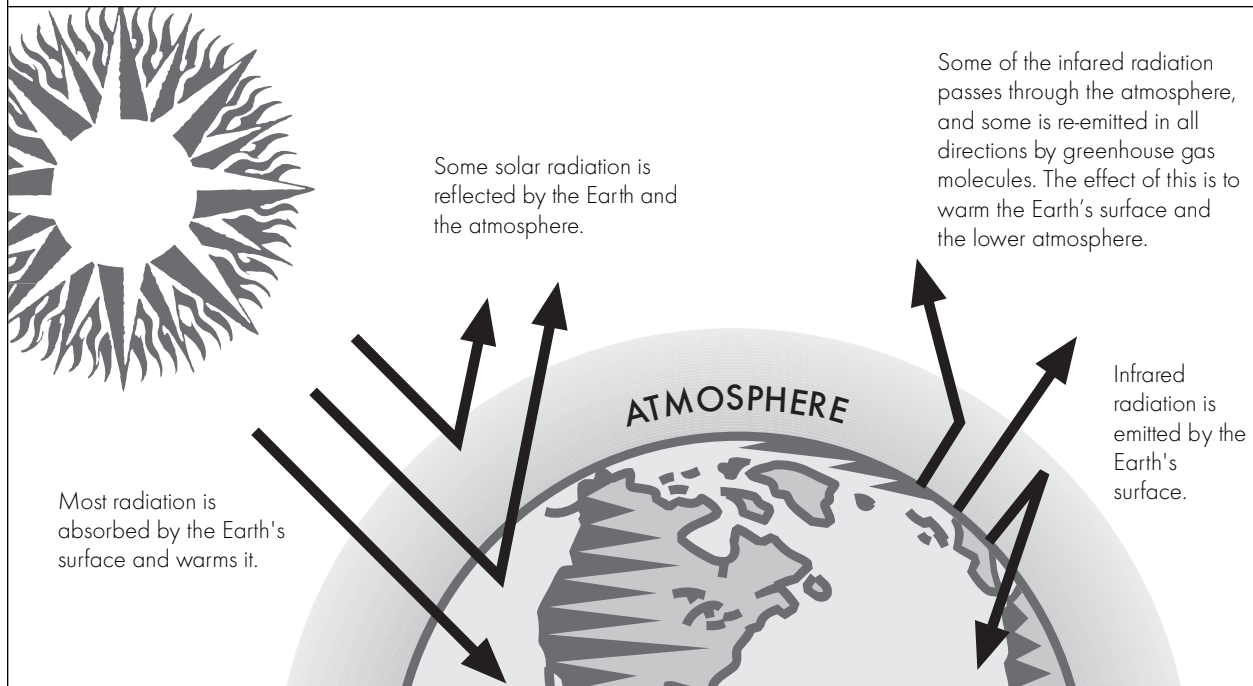 Some of the infared radiation
passes through the atmosphere,
and some is re-emitted in all
directions by greenhouse gas
molecules. The effect of this is to
warm the Earth’s surface and
the lower atmosphere.
Some solar radiation is
reflected by the Earth and
the atmosphere.
ATMOSPHERE
Infrared
radiation is
emitted by the
Earth's
surface.
Most radiation is
absorbed by the Earth's
surface and warms it.